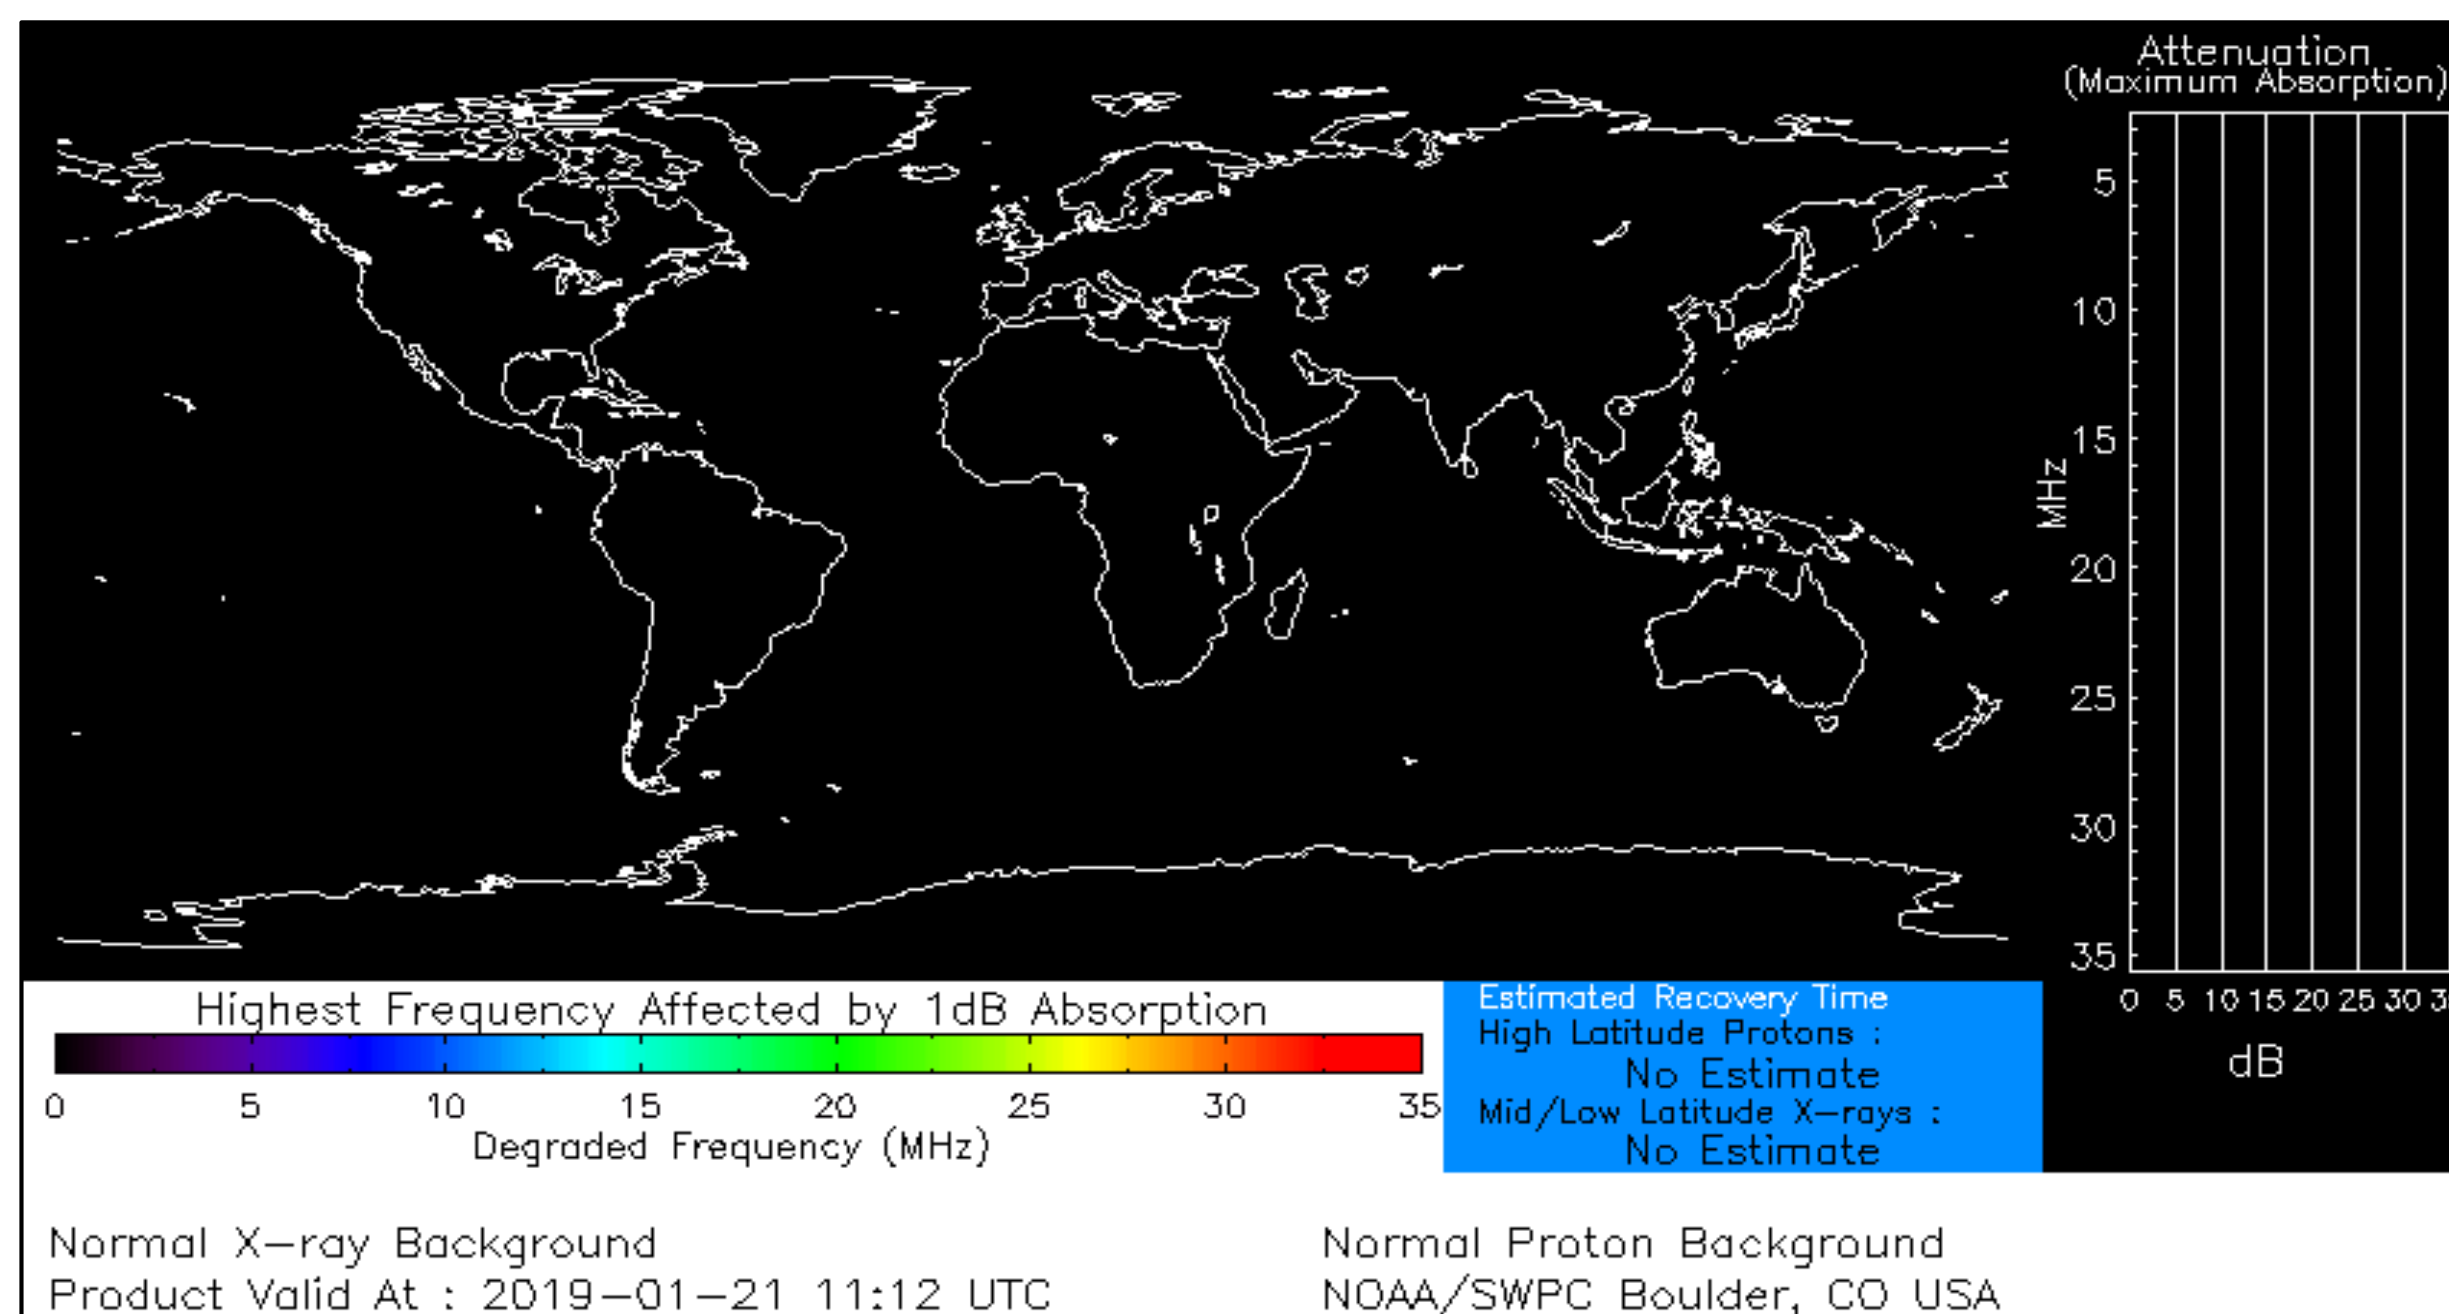 Attenuation
(Maximum Absorption)
5
10
15
20
25
30
35
MHz
0 5 10 15 20 25 30
dB
Highest Frequency Affected by 1dB Absorption
0 5 10 15 20 25 30 35
Degraded Frequency (MHz)
Estimated Recovery Time
High Latitude Protons :
No Estimate
Mid/Low Latitude X-rays :
No Estimate
Normal X-ray Background
Normal Proton Background
Product Valid At : 2019-01-21 11:12 UTC
NOAA/SWPC Boulder, CO USA